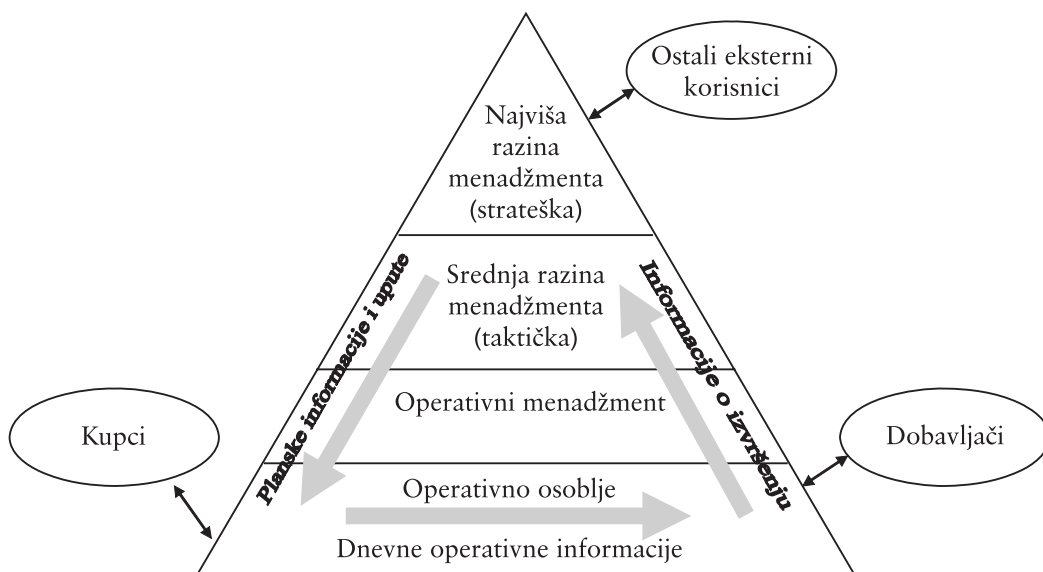 Ostali eksterni
korisnici
Najviša
razina
menadžmenta
(strateška)
Planske informacije i upute
Srednja razina
menadžmenta
(taktička)
Informacije o izvršenju
Operativni menadžment
Kupci
Dobavljači
Operativno osoblje
Dnevne operativne informacije